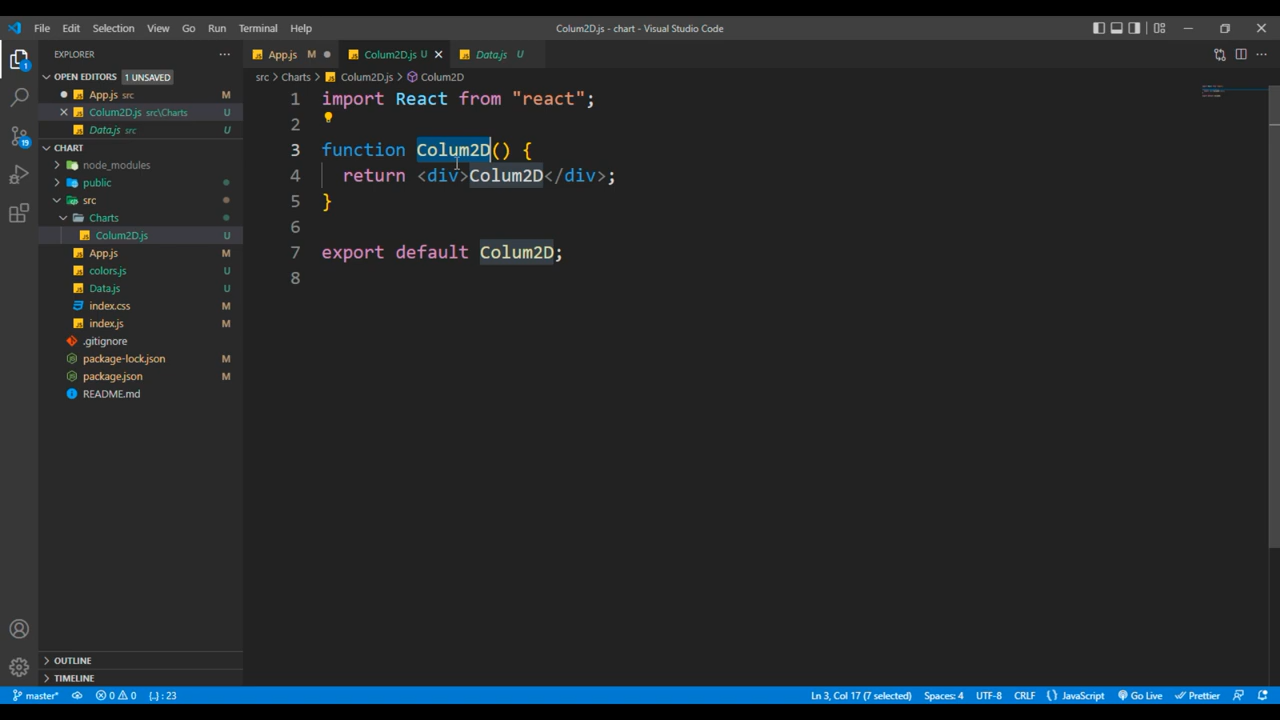 File Edit Selection View Go Run Terminal Help Colum2D.js - chart - Visual Studio Code
EXPLORER ... App.js M Colum2D.js U Data.js U
OPEN EDITORS 1 UNSAVED src > Charts > Colum2D.js > Colum2D
App.js src M
Colum2D.js src\Charts U
Data.js src U
CHART
node_modules
public
src
Charts
Colum2D.js U
App.js M
colors.js U
Data.js U
index.css M
index.js M
.gitignore
package-lock.json M
package.json M
README.md
OUTLINE
TIMELINE
1 import React from "react";
2
3 function Colum2D() {
4 return <div>Colum2D</div>;
5 }
6
7 export default Colum2D;
8
1
19
master* 0 0 {..} : 23 Ln 3, Col 17 (7 selected) Spaces: 4 UTF-8 CRLF {} JavaScript Go Live Prettier